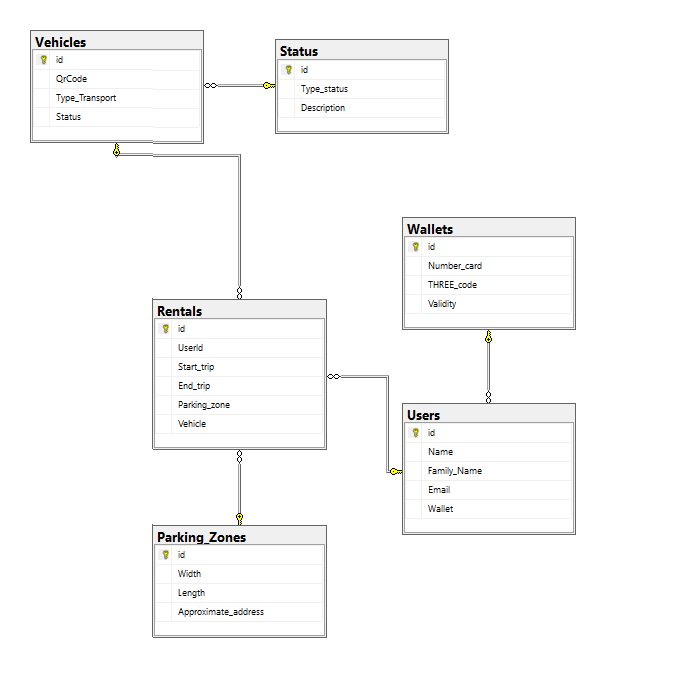 Vehicles
id
QrCode
Type_Transport
Status
Status
id
Type_status
Description
Wallets
id
Number_card
THREE_code
Validity
Rentals
id
UserId
Start_trip
End_trip
Parking_zone
Vehicle
Users
id
Name
Family_Name
Email
Wallet
Parking_Zones
id
Width
Length
Approximate_address